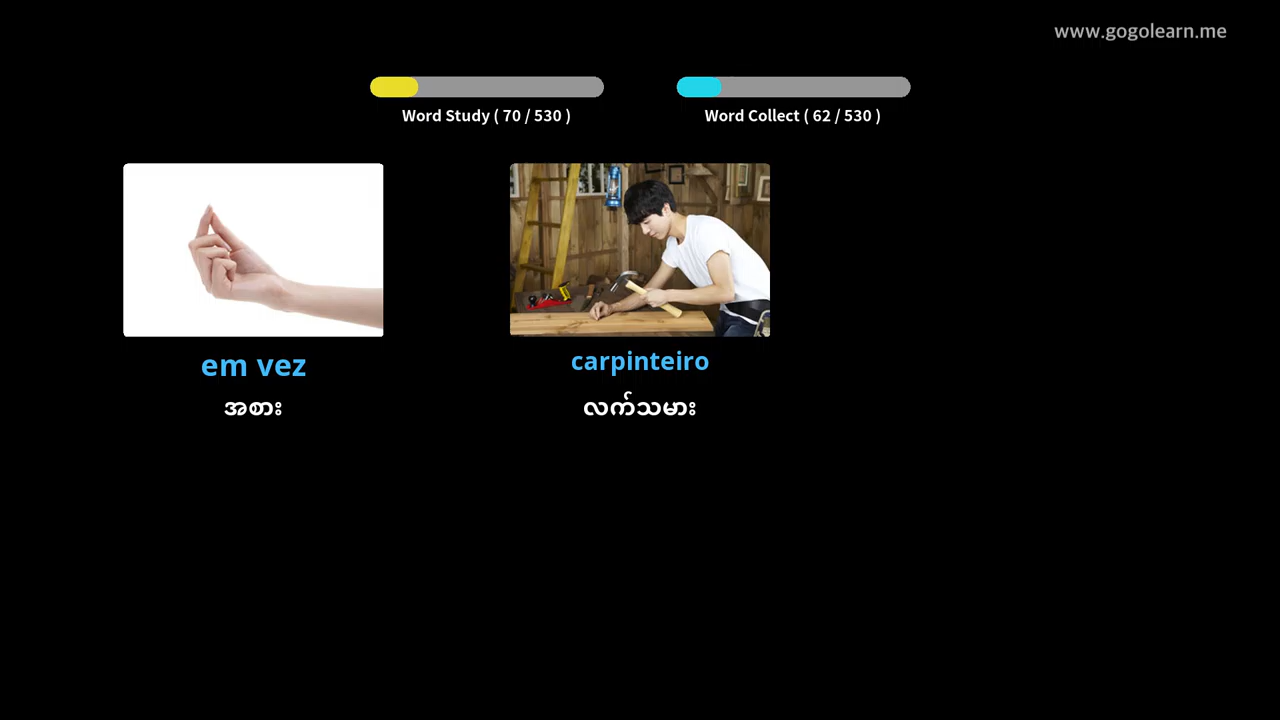 www.gogolearn.me
Word Study ( 70 / 530 )
Word Collect ( 62 / 530 )
em vez
carpinteiro
အစား
လက်သမား